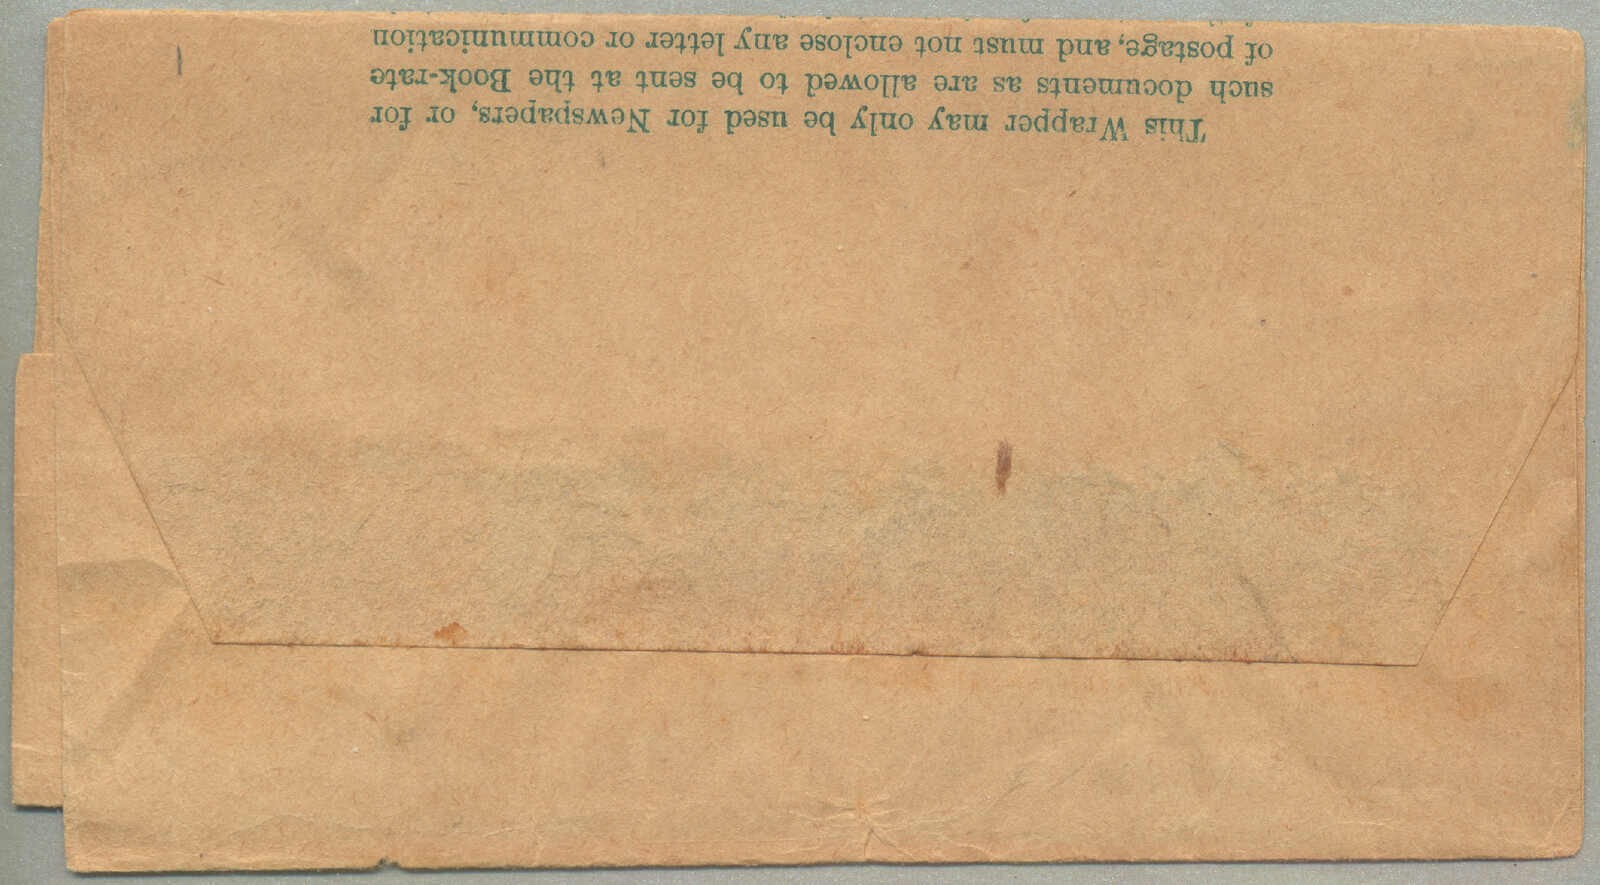 This Wrapper may only be used for Newspapers, or for
such documents as are allowed to be sent at the Book-rate
of postage, and must not enclose any letter or communication